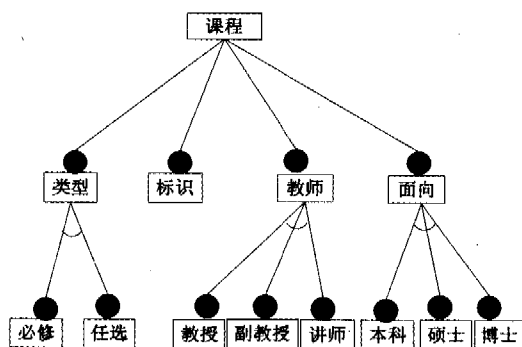 课程
类型 标识 教师 面向
必修 任选 教授 副教授 讲师 本科 硕士 博士